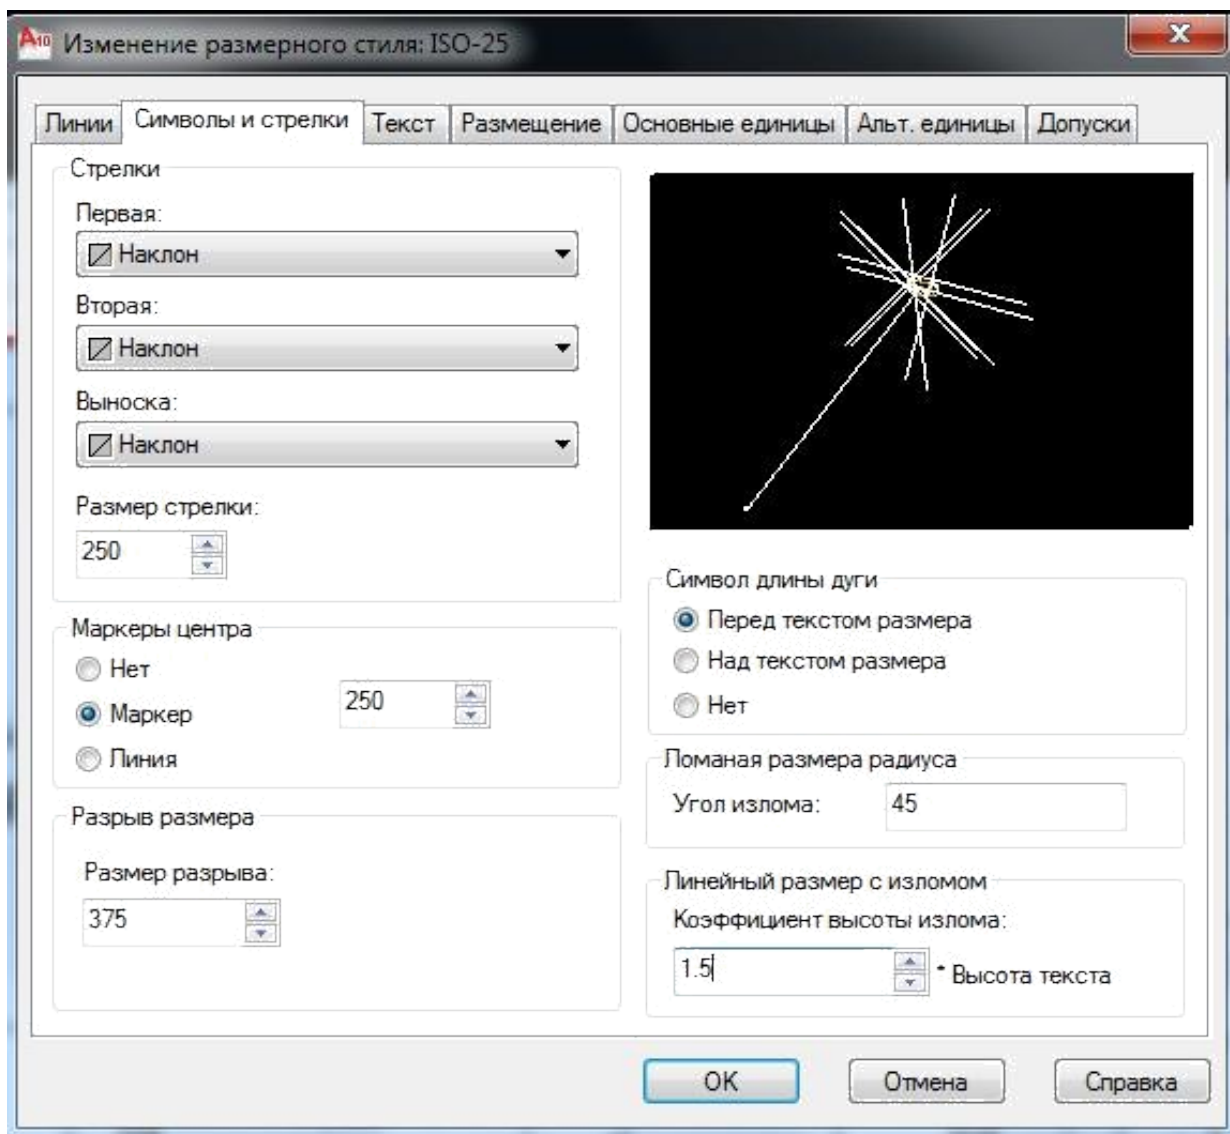 A10 Изменение размерного стиля: ISO-25
Линии Символы и стрелки Текст Размещение Основные единицы Альт. единицы Допуски
Стрелки
Первая:
Наклон
Вторая:
Наклон
Выноска:
Наклон
Размер стрелки:
250
Маркеры центра
Нет
Маркер
250
Линия
Разрыв размера
Размер разрыва:
375
Символ длины дуги
Перед текстом размера
Над текстом размера
Нет
Ломаная размера радиуса
Угол излома: 45
Линейный размер с изломом
Коэффициент высоты излома:
1.5 * Высота текста
OK Отмена Справка